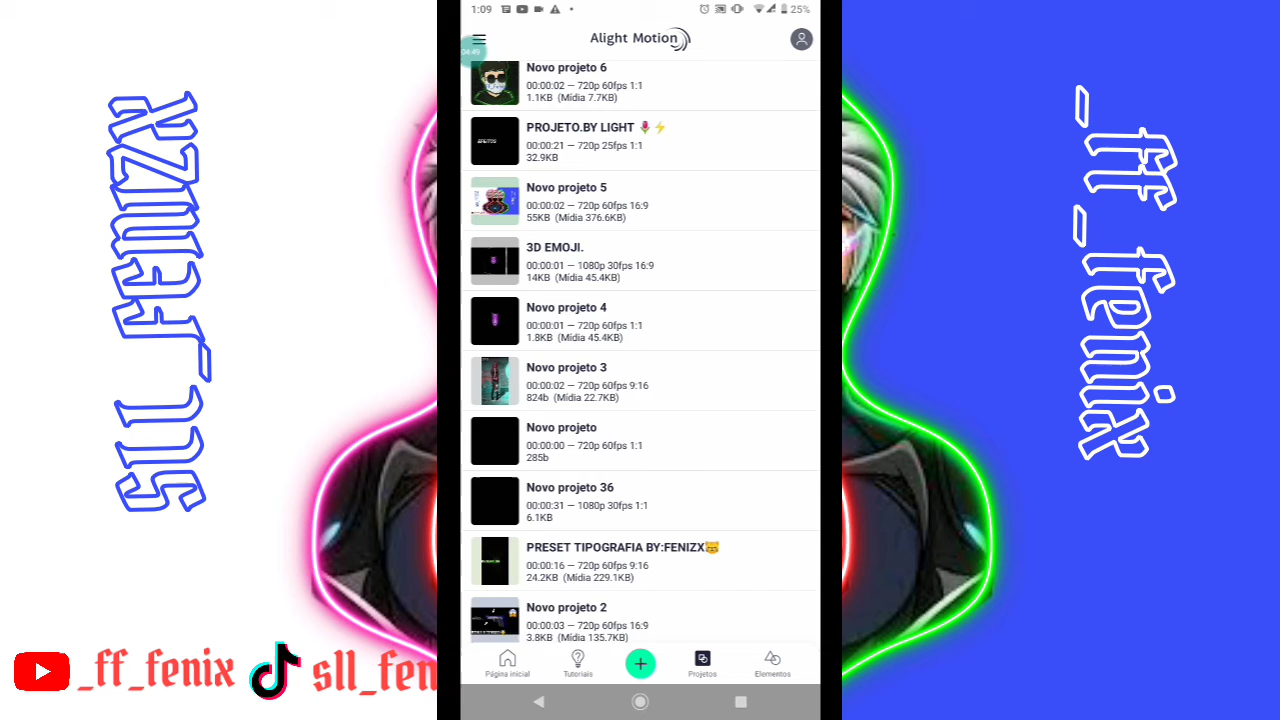 1:09
25%
04:49
Alight Motion
Novo projeto 6
00:00:02 — 720p 60fps 1:1
1.1KB (Mídia 7.7KB)
PROJETO.BY LIGHT 🌷⚡
00:00:21 — 720p 25fps 1:1
32.9KB
Novo projeto 5
00:00:02 — 720p 60fps 16:9
55KB (Mídia 376.6KB)
3D EMOJI.
00:00:01 — 1080p 30fps 16:9
14KB (Mídia 45.4KB)
Novo projeto 4
00:00:01 — 720p 60fps 1:1
1.8KB (Mídia 45.4KB)
Novo projeto 3
00:00:02 — 720p 60fps 9:16
824b (Mídia 22.7KB)
Novo projeto
00:00:00 — 720p 60fps 1:1
285b
Novo projeto 36
00:00:31 — 1080p 30fps 1:1
6.1KB
PRESET TIPOGRAFIA BY:FENIZX😸
00:00:16 — 720p 60fps 9:16
24.2KB (Mídia 229.1KB)
Novo projeto 2
00:00:03 — 720p 60fps 16:9
3.8KB (Mídia 135.7KB)
Página inicial
Tutoriais
Projetos
Elementos
_ff_fenix
_ff_fenix
sll_fen